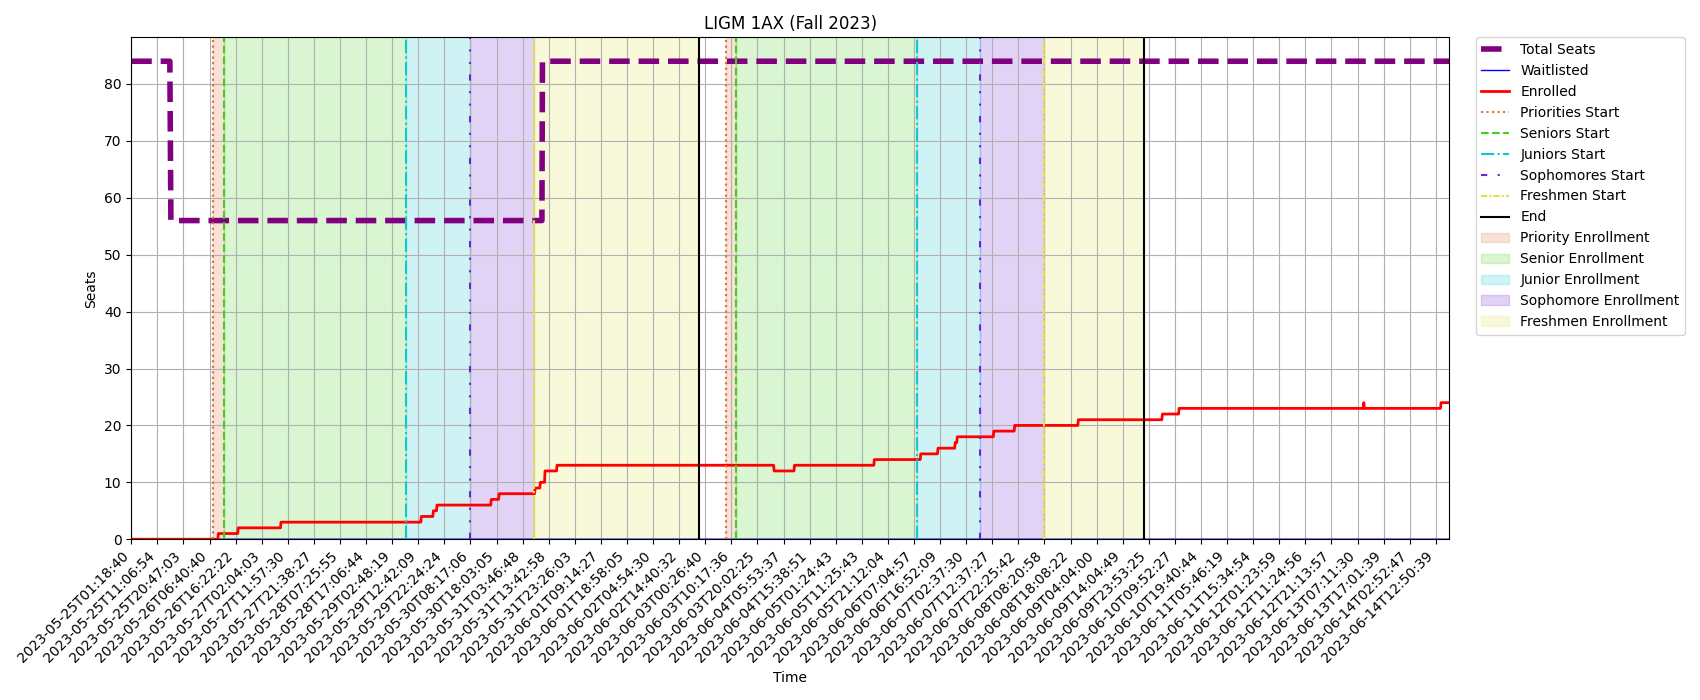 LIGM 1AX (Fall 2023)
Total Seats
Waitlisted
Enrolled
Priorities Start
Seniors Start
Juniors Start
Sophomores Start
Freshmen Start
End
Priority Enrollment
Senior Enrollment
Junior Enrollment
Sophomore Enrollment
Freshmen Enrollment
Seats
80
70
60
50
40
30
20
10
0
2023-05-25T01:18:40
2023-05-25T11:06:54
2023-05-25T20:47:03
2023-05-26T06:40:40
2023-05-26T16:22:22
2023-05-27T02:04:03
2023-05-27T11:57:30
2023-05-27T21:38:27
2023-05-28T07:25:55
2023-05-28T17:06:44
2023-05-29T02:48:19
2023-05-29T12:42:09
2023-05-29T22:24:24
2023-05-30T08:17:06
2023-05-30T18:03:05
2023-05-31T03:46:48
2023-05-31T13:42:58
2023-05-31T23:26:03
2023-06-01T09:14:27
2023-06-01T18:58:05
2023-06-02T04:54:30
2023-06-02T14:40:32
2023-06-03T00:26:40
2023-06-03T10:17:36
2023-06-03T20:02:25
2023-06-04T05:53:37
2023-06-04T15:38:51
2023-06-05T01:24:43
2023-06-05T11:25:43
2023-06-05T21:12:04
2023-06-06T07:04:57
2023-06-06T16:52:09
2023-06-07T02:37:30
2023-06-07T12:37:27
2023-06-07T22:25:42
2023-06-08T08:20:58
2023-06-08T18:08:22
2023-06-09T04:04:00
2023-06-09T14:04:49
2023-06-09T23:53:25
2023-06-10T09:52:27
2023-06-10T19:40:44
2023-06-11T05:46:19
2023-06-11T15:34:54
2023-06-12T01:23:59
2023-06-12T11:24:56
2023-06-12T21:13:57
2023-06-13T07:11:30
2023-06-13T17:01:39
2023-06-14T02:52:47
2023-06-14T12:50:39
Time